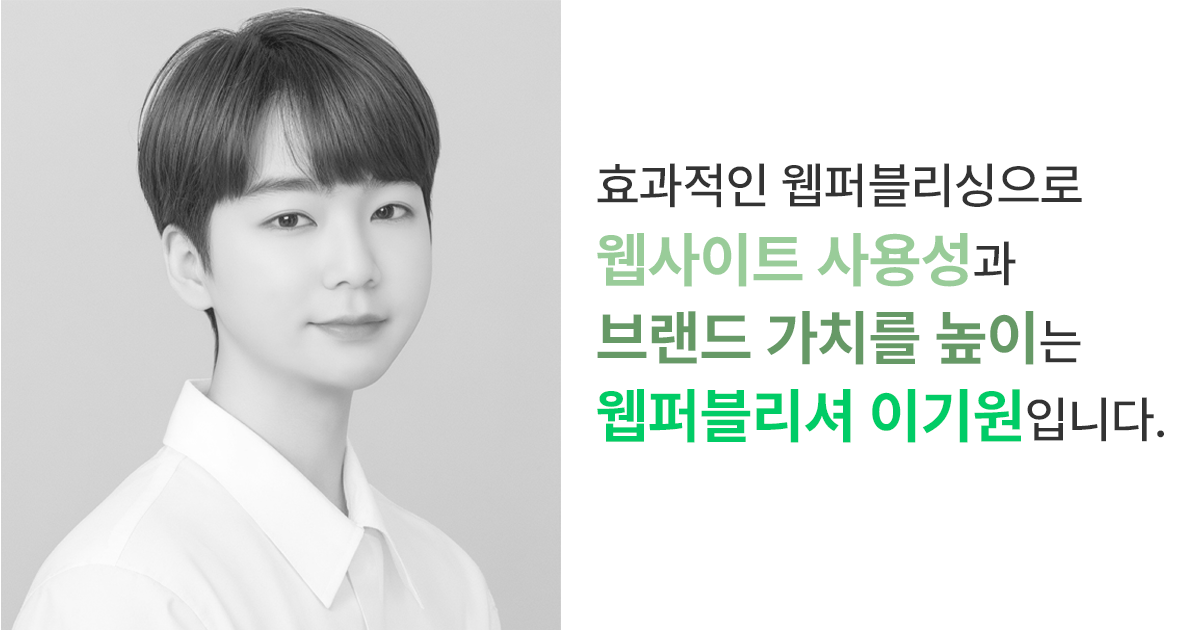 효과적인 웹퍼블리싱으로
웹사이트 사용성과
브랜드 가치를 높이는
웹퍼블리셔 이기원입니다.